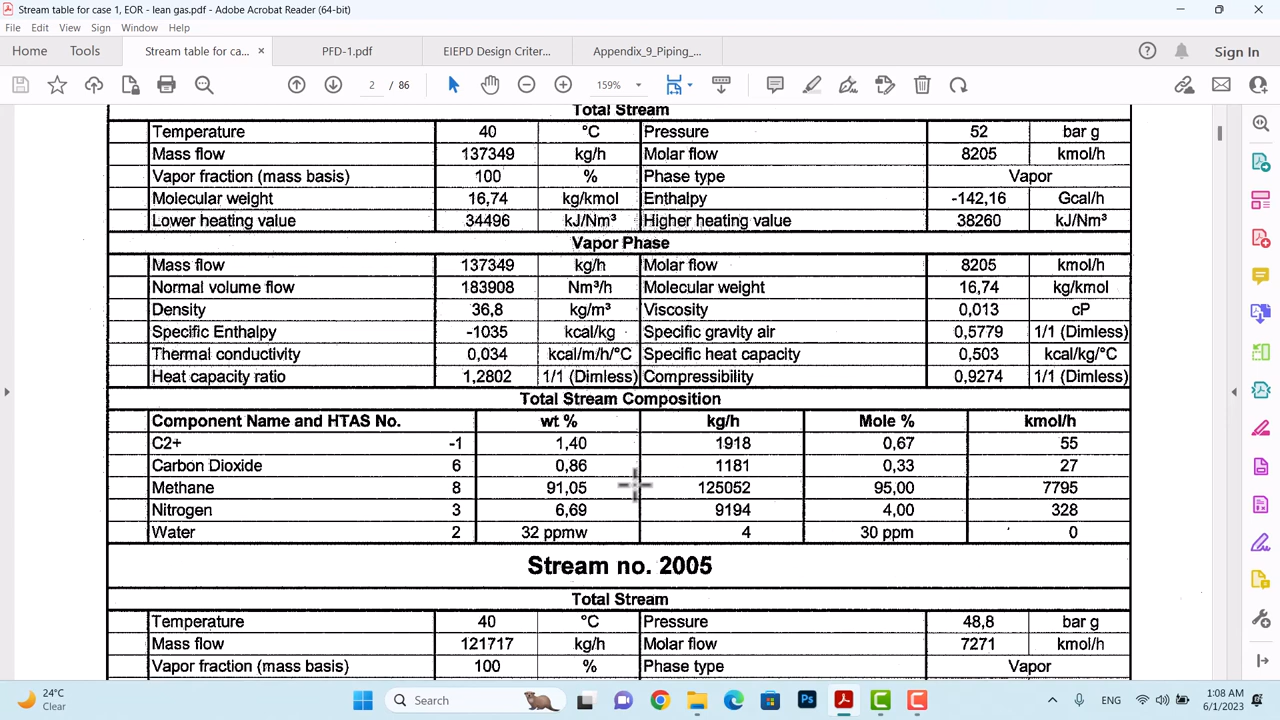 Stream table for case 1, EOR - lean gas.pdf - Adobe Acrobat Reader (64-bit)
File Edit View Sign Window Help
Home Tools Stream table for ca... × PFD-1.pdf EIEPD Design Criter... Appendix_9_Piping_... Sign In
2 / 86 159%
Total Stream
Temperature 40 °C Pressure 52 bar g
Mass flow 137349 kg/h Molar flow 8205 kmol/h
Vapor fraction (mass basis) 100 % Phase type Vapor
Molecular weight 16,74 kg/kmol Enthalpy -142,16 Gcal/h
Lower heating value 34496 kJ/Nm³ Higher heating value 38260 kJ/Nm³
Vapor Phase
Mass flow 137349 kg/h Molar flow 8205 kmol/h
Normal volume flow 183908 Nm³/h Molecular weight 16,74 kg/kmol
Density 36,8 kg/m³ Viscosity 0,013 cP
Specific Enthalpy -1035 kcal/kg Specific gravity air 0,5779 1/1 (Dimless)
Thermal conductivity 0,034 kcal/m/h/°C Specific heat capacity 0,503 kcal/kg/°C
Heat capacity ratio 1,2802 1/1 (Dimless) Compressibility 0,9274 1/1 (Dimless)
Total Stream Composition
Component Name and HTAS No. wt % kg/h Mole % kmol/h
C2+ -1 1,40 1918 0,67 55
Carbon Dioxide 6 0,86 1181 0,33 27
Methane 8 91,05 125052 95,00 7795
Nitrogen 3 6,69 9194 4,00 328
Water 2 32 ppmw 4 30 ppm 0
Stream no. 2005
Total Stream
Temperature 40 °C Pressure 48,8 bar g
Mass flow 121717 kg/h Molar flow 7271 kmol/h
Vapor fraction (mass basis) 100 % Phase type Vapor
24°C
Clear
Search
ENG
1:08 AM
6/1/2023